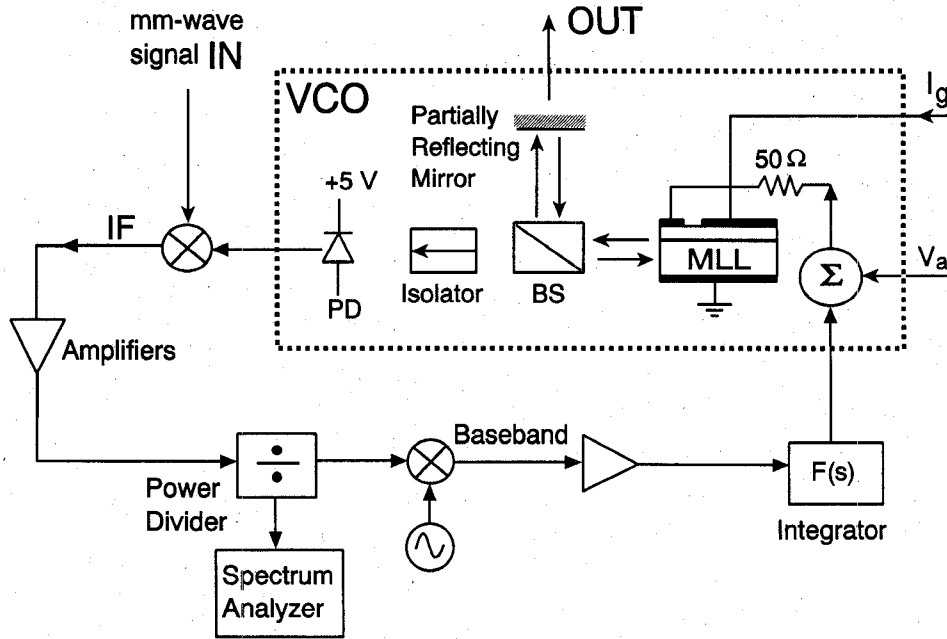 mm-wave
signal IN
OUT
VCO
Partially
Reflecting
Mirror
I_g
50 Ω
+5 V
IF
MLL
V_a
Σ
Isolator
BS
PD
Amplifiers
Baseband
÷
Power
Divider
F(s)
Integrator
Spectrum
Analyzer